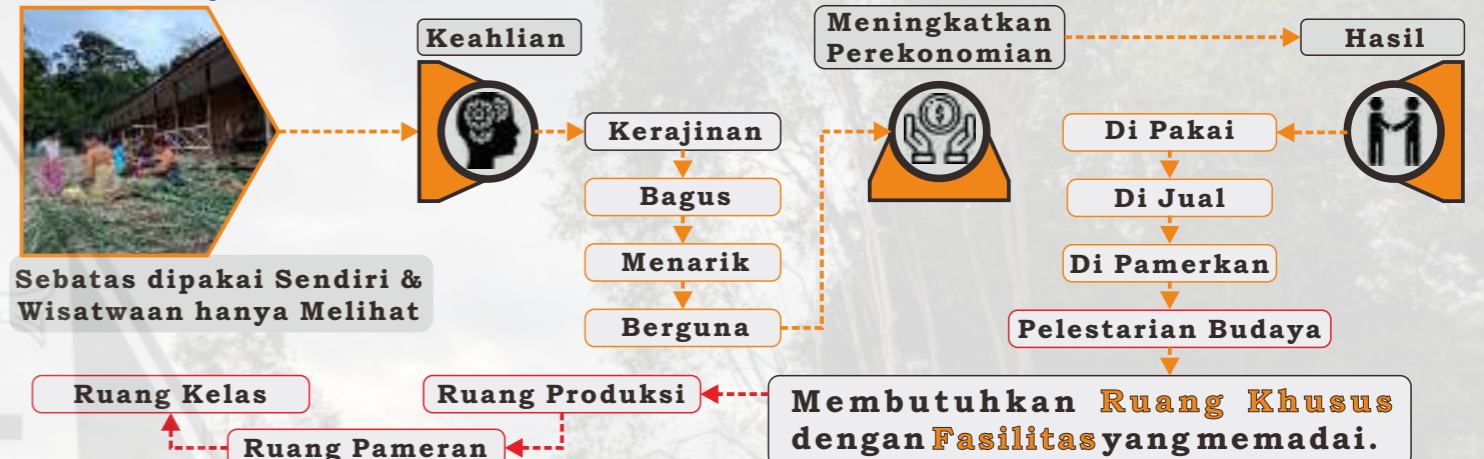 Sebatas dipakai Sendiri &
Wisatwaan hanya Melihat
Keahlian
Kerajinan
Bagus
Menarik
Berguna
Meningkatkan
Perekonomian
Hasil
Di Pakai
Di Jual
Di Pamerkan
Pelestarian Budaya
Membutuhkan Ruang Khusus
dengan Fasilitas yang memadai.
Ruang Produksi
Ruang Pameran
Ruang Kelas